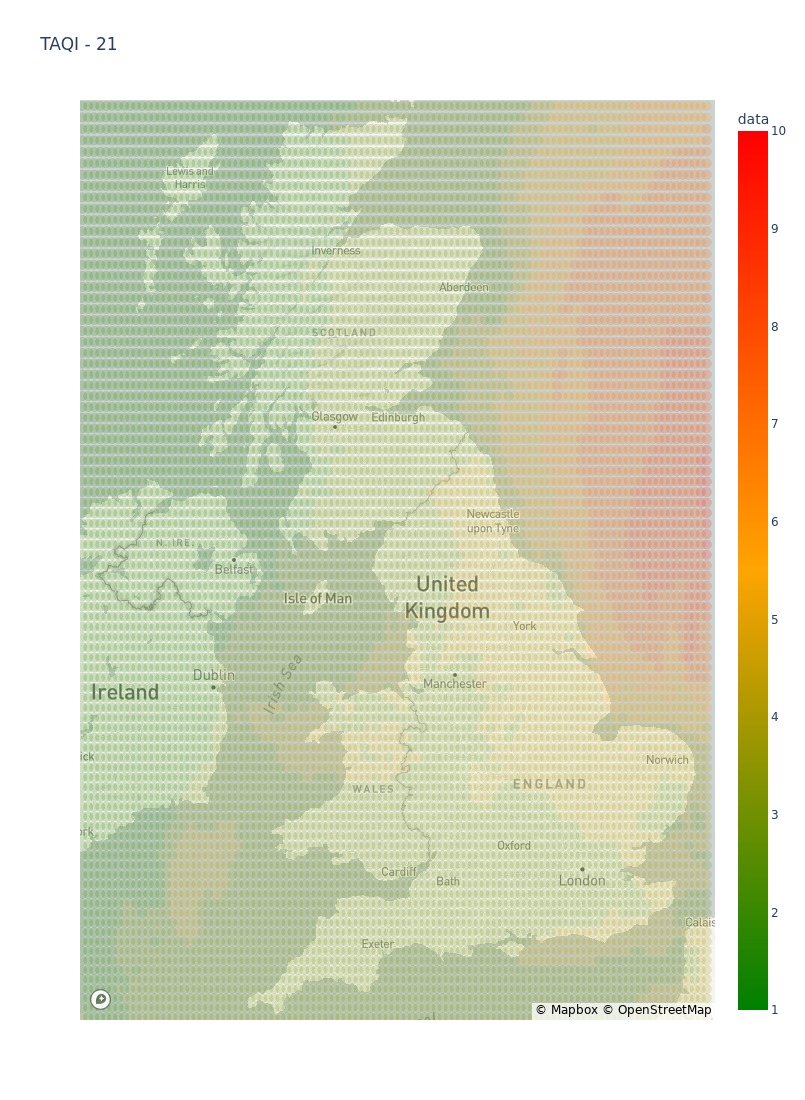 TAQI - 21
data
10
9
8
7
6
5
4
3
2
1
Lewis and
Harris
Inverness
Aberdeen
SCOTLAND
Glasgow
Edinburgh
Newcastle
upon Tyne
N. IRE.
Belfast
United
Kingdom
Isle of Man
York
Irish Sea
Dublin
Manchester
Ireland
ick
Norwich
WALES
ENGLAND
rk
Oxford
Cardiff
London
Bath
Calais
Exeter
© Mapbox © OpenStreetMap